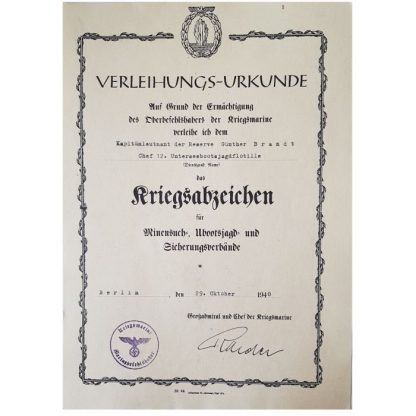 VERLEIHUNGS-URKUNDE
Auf Grund der Ermächtigung
des Oberbefehlshabers der Kriegsmarine
verleihe ich dem
Kapitänleutnant der Reserve Günther Brandt
Chef 12. Unterseebootsjagdflotille
(Dienstgrad, Name)
das
Kriegsabzeichen
für
Minensuch-, Ubootsjagd- und
Sicherungsverbände
Berlin, den 29. Oktober 1940
Großadmiral und Chef der Kriegsmarine
Raeder
Kriegsmarine